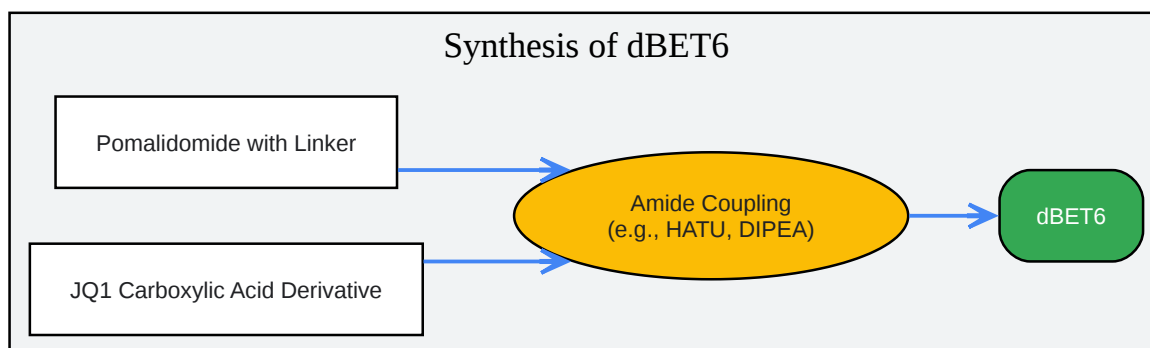 Synthesis of dBET6
Pomalidomide with Linker
JQ1 Carboxylic Acid Derivative
Amide Coupling
(e.g., HATU, DIPEA)
dBET6